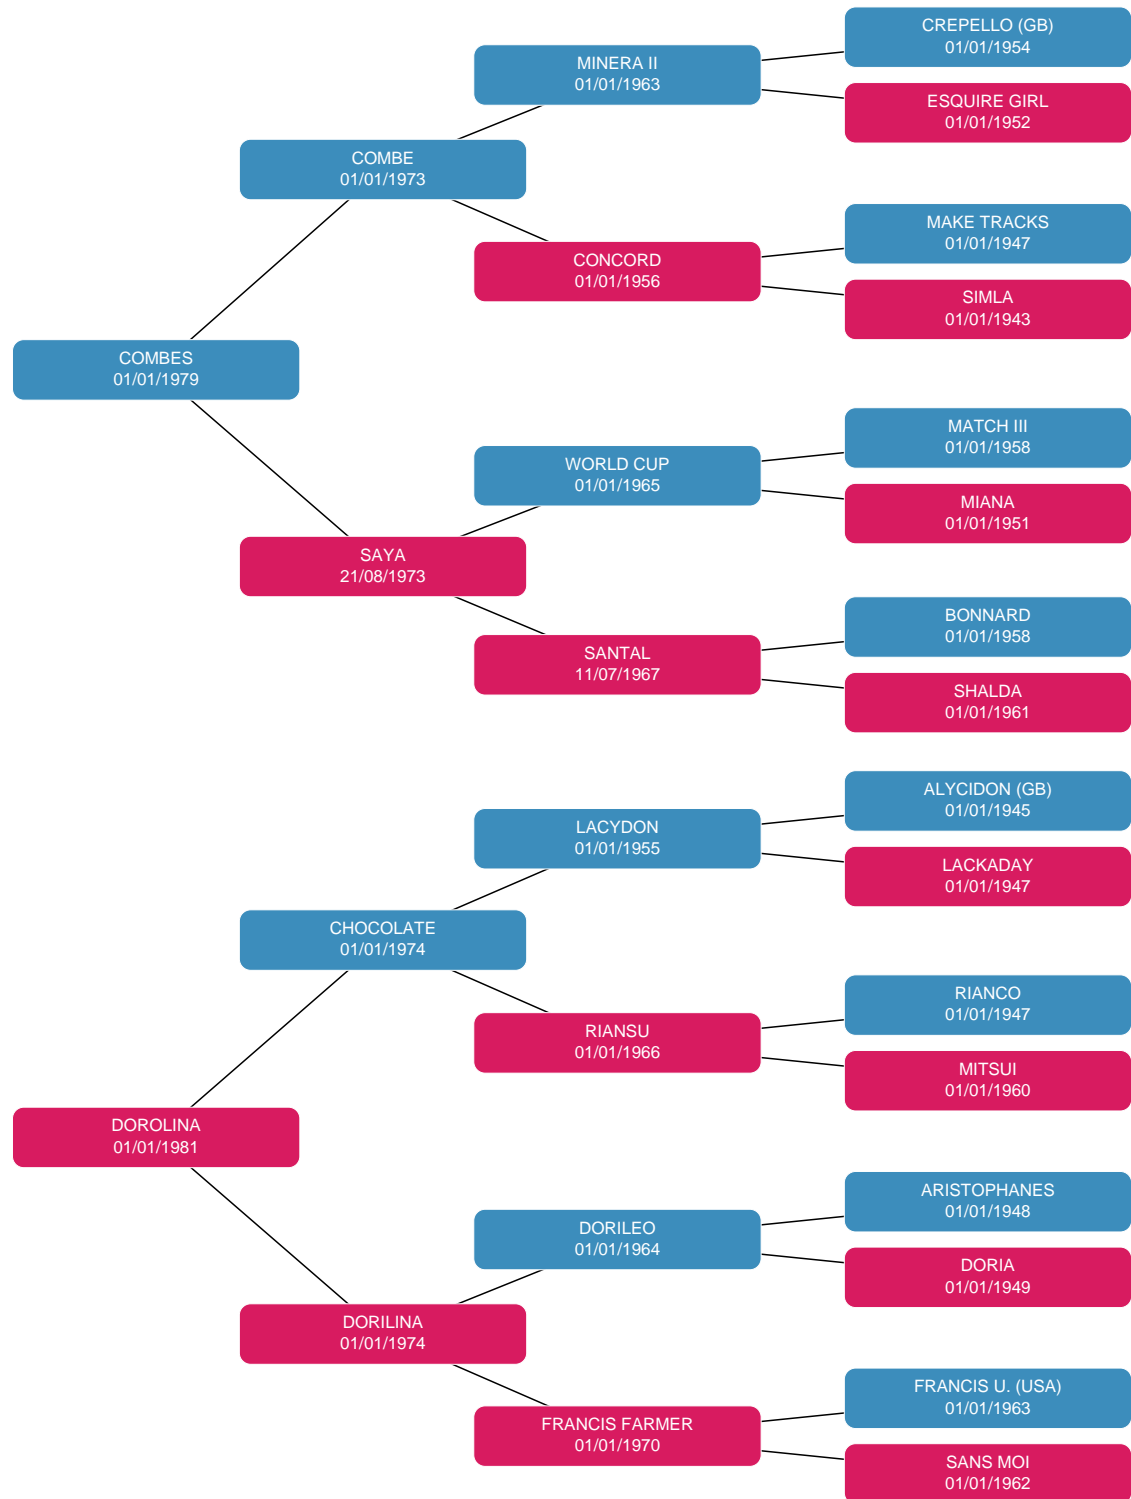 CREPELLO (GB)
01/01/1954
MINERA II
01/01/1963
ESQUIRE GIRL
01/01/1952
COMBE
01/01/1973
MAKE TRACKS
01/01/1947
CONCORD
01/01/1956
SIMLA
01/01/1943
COMBES
01/01/1979
MATCH III
01/01/1958
WORLD CUP
01/01/1965
MIANA
01/01/1951
SAYA
21/08/1973
BONNARD
01/01/1958
SANTAL
11/07/1967
SHALDA
01/01/1961
ALYCIDON (GB)
01/01/1945
LACYDON
01/01/1955
LACKADAY
01/01/1947
CHOCOLATE
01/01/1974
RIANCO
01/01/1947
RIANSU
01/01/1966
MITSUI
01/01/1960
DOROLINA
01/01/1981
ARISTOPHANES
01/01/1948
DORILEO
01/01/1964
DORIA
01/01/1949
DORILINA
01/01/1974
FRANCIS U. (USA)
01/01/1963
FRANCIS FARMER
01/01/1970
SANS MOI
01/01/1962